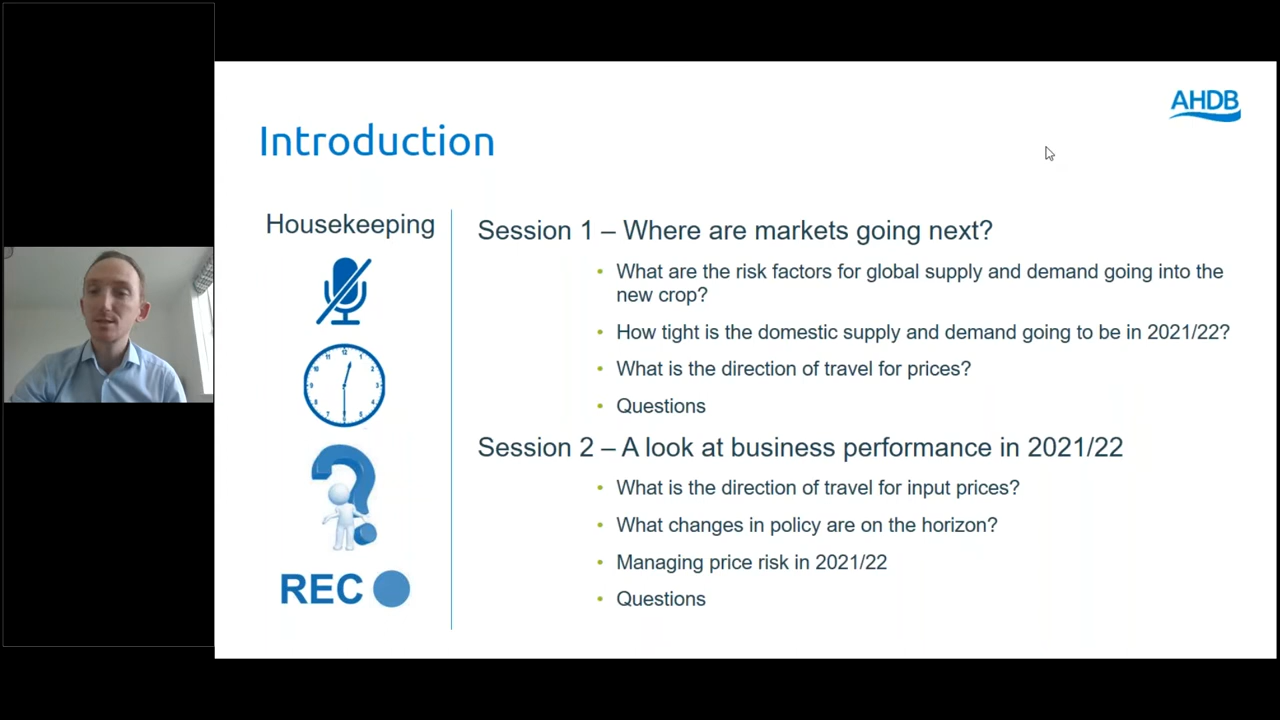 AHDB
Introduction
Housekeeping
REC
Session 1 – Where are markets going next?
• What are the risk factors for global supply and demand going into the
new crop?
• How tight is the domestic supply and demand going to be in 2021/22?
• What is the direction of travel for prices?
• Questions
Session 2 – A look at business performance in 2021/22
• What is the direction of travel for input prices?
• What changes in policy are on the horizon?
• Managing price risk in 2021/22
• Questions